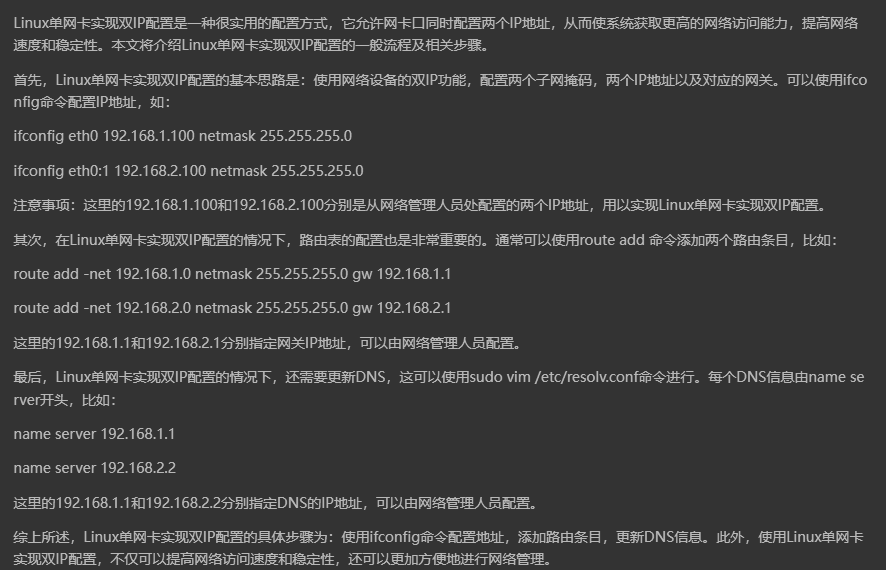 Linux单网卡实现双IP配置是一种很实用的配置方式，它允许网卡口同时配置两个IP地址，从而使系统获取更高的网络访问能力，提高网络
速度和稳定性。本文将介绍Linux单网卡实现双IP配置的一般流程及相关步骤。
首先，Linux单网卡实现双IP配置的基本思路是：使用网络设备的双IP功能，配置两个子网掩码，两个IP地址以及对应的网关。可以使用ifco
nfig命令配置IP地址，如：
ifconfig eth0 192.168.1.100 netmask 255.255.255.0
ifconfig eth0:1 192.168.2.100 netmask 255.255.255.0
注意事项：这里的192.168.1.100和192.168.2.100分别是从网络管理人员处配置的两个IP地址，用以实现Linux单网卡实现双IP配置。
其次，在Linux单网卡实现双IP配置的情况下，路由表的配置也是非常重要的。通常可以使用route add 命令添加两个路由条目，比如：
route add -net 192.168.1.0 netmask 255.255.255.0 gw 192.168.1.1
route add -net 192.168.2.0 netmask 255.255.255.0 gw 192.168.2.1
这里的192.168.1.1和192.168.2.1分别指定网关IP地址，可以由网络管理人员配置。
最后，Linux单网卡实现双IP配置的情况下，还需要更新DNS，这可以使用sudo vim /etc/resolv.conf命令进行。每个DNS信息由name se
rver开头，比如：
name server 192.168.1.1
name server 192.168.2.2
这里的192.168.1.1和192.168.2.2分别指定DNS的IP地址，可以由网络管理人员配置。
综上所述，Linux单网卡实现双IP配置的具体步骤为：使用ifconfig命令配置地址，添加路由条目，更新DNS信息。此外，使用Linux单网卡
实现双IP配置，不仅可以提高网络访问速度和稳定性，还可以更加方便地进行网络管理。